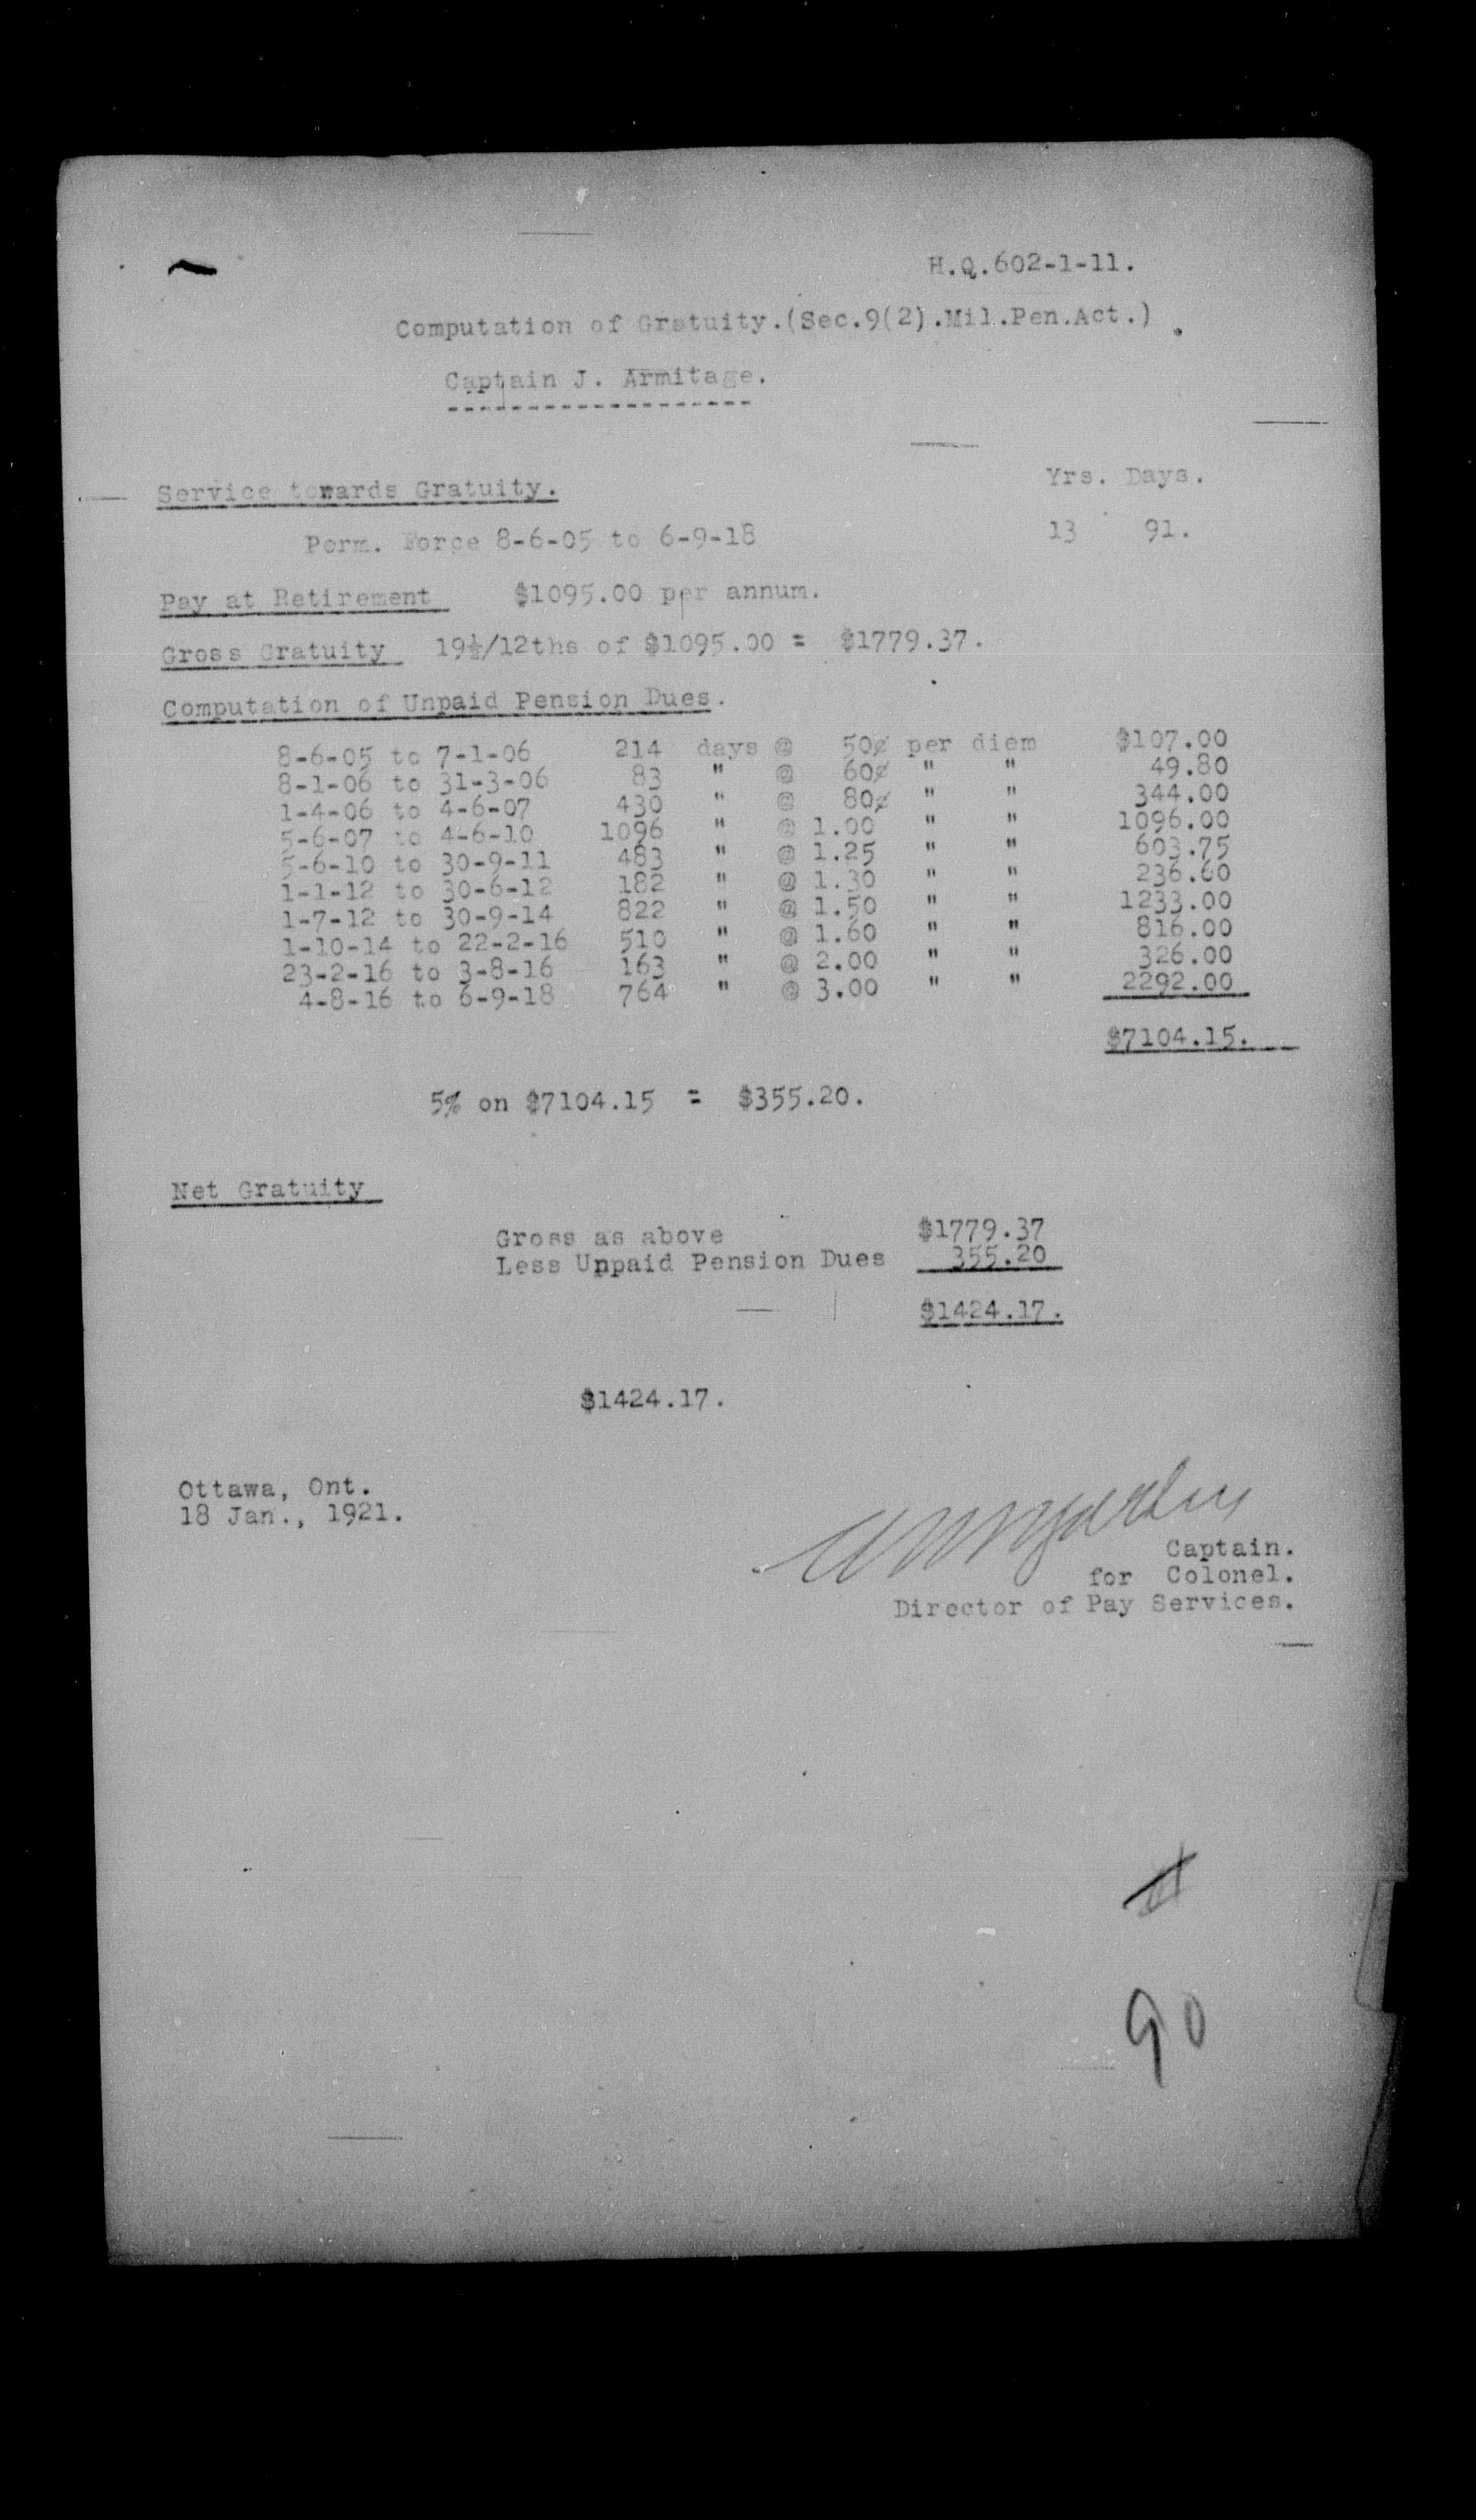 H.Q.602-1-11.
Computation of Gratuity.(Sec.9(2).Mil.Pen.Act.)
Captain J. Armitage.
Yrs. Days.
Service towards Gratuity.
Perm. Force 8-6-05 to 6-9-18 13 91.
Pay at Retirement $1095.00 per annum.
Gross Gratuity 19½/12ths of $1095.00 = $1779.37.
Computation of Unpaid Pension Dues.
8-6-05 to 7-1-06 214 days @ 50¢ per diem $107.00
8-1-06 to 31-3-06 83 " @ 60¢ " " 49.80
1-4-06 to 4-6-07 430 " @ 80¢ " " 344.00
5-6-07 to 4-6-10 1096 " @ 1.00 " " 1096.00
5-6-10 to 30-9-11 483 " @ 1.25 " " 603.75
1-1-12 to 30-6-12 182 " @ 1.30 " " 236.60
1-7-12 to 30-9-14 822 " @ 1.50 " " 1233.00
1-10-14 to 22-2-16 510 " @ 1.60 " " 816.00
23-2-16 to 3-8-16 163 " @ 2.00 " " 326.00
4-8-16 to 6-9-18 764 " @ 3.00 " " 2292.00
$7104.15.
5% on $7104.15 = $355.20.
Net Gratuity
Gross as above $1779.37
Less Unpaid Pension Dues 355.20
$1424.17.
$1424.17.
Ottawa, Ont.
18 Jan., 1921.
Captain.
for Colonel.
Director of Pay Services.
90